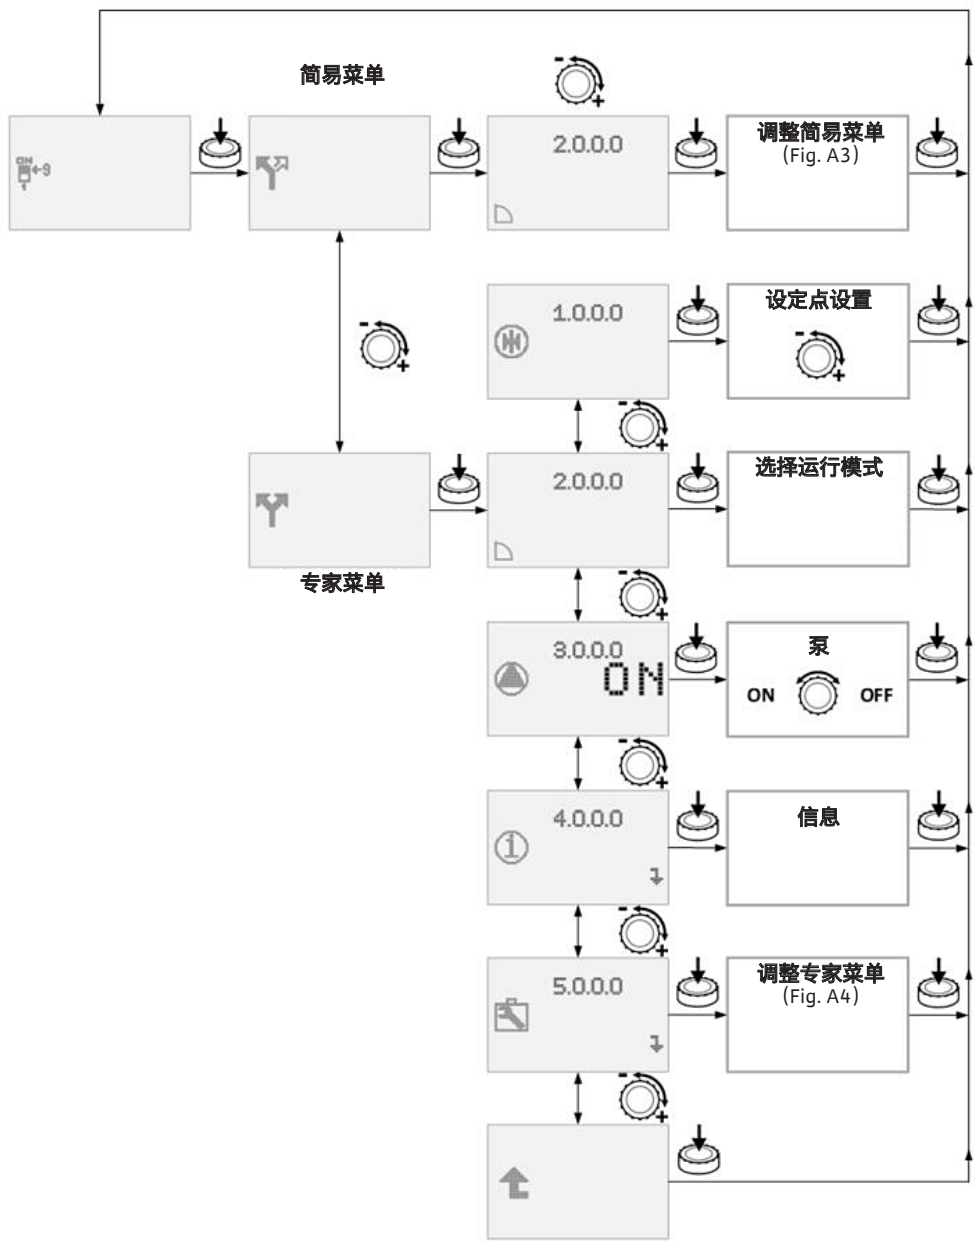 简易菜单
- +
ON
←9
1
2.0.0.0
调整简易菜单
(Fig. A3)
1.0.0.0
设定点设置
- +
- +
- +
2.0.0.0
选择运行模式
专家菜单
- +
3.0.0.0
ON
泵
ON OFF
- +
4.0.0.0
i
信息
- +
5.0.0.0
调整专家菜单
(Fig. A4)
- +